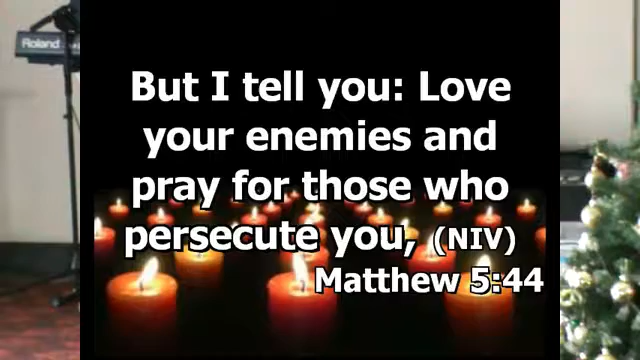 Roland
But I tell you: Love
your enemies and
pray for those who
persecute you, (NIV)
Matthew 5:44